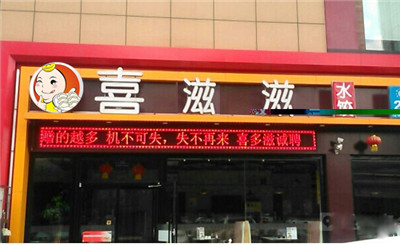 喜滋滋
水饺
的越多 机不可失，失不再来 喜多滋诚聘